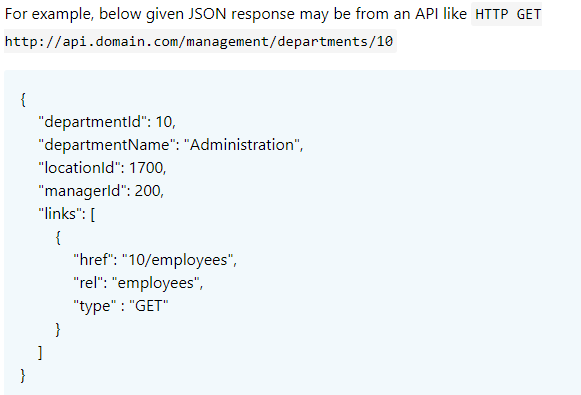 For example, below given JSON response may be from an API like HTTP GET
http://api.domain.com/management/departments/10
{
"departmentId": 10,
"departmentName": "Administration",
"locationId": 1700,
"managerId": 200,
"links": [
{
"href": "10/employees",
"rel": "employees",
"type" : "GET"
}
]
}